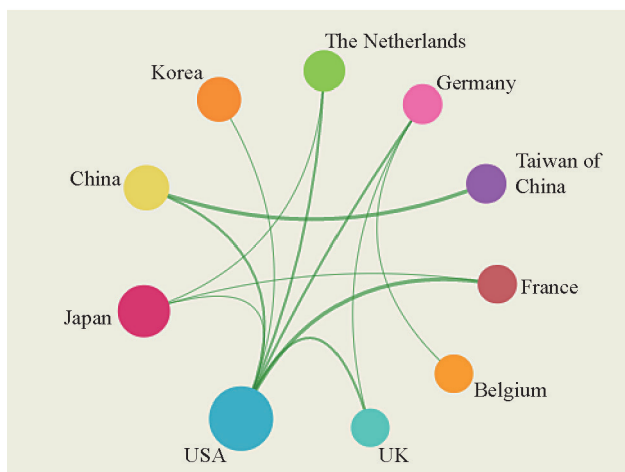 The Netherlands
Korea
Germany
China
Taiwan of
China
France
Japan
Belgium
USA
UK